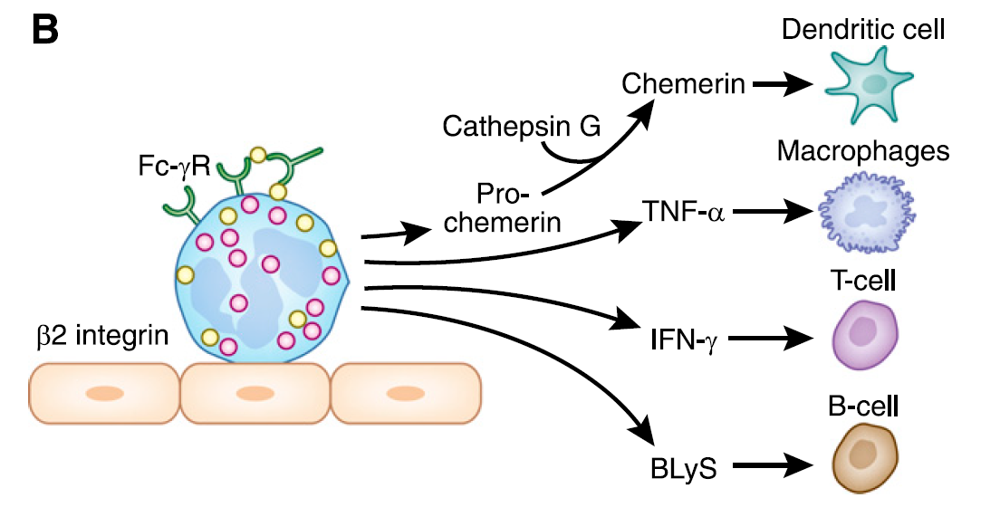 B
Dendritic cell
Chemerin
Cathepsin G
Macrophages
Fc-γR
Pro-
chemerin
TNF-α
T-cell
β2 integrin
IFN-γ
B-cell
BLyS